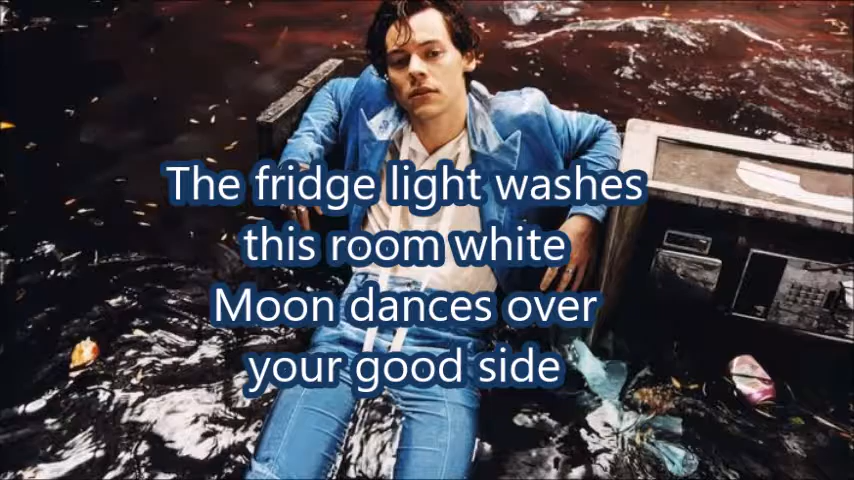 The fridge light washes
this room white
Moon dances over
your good side